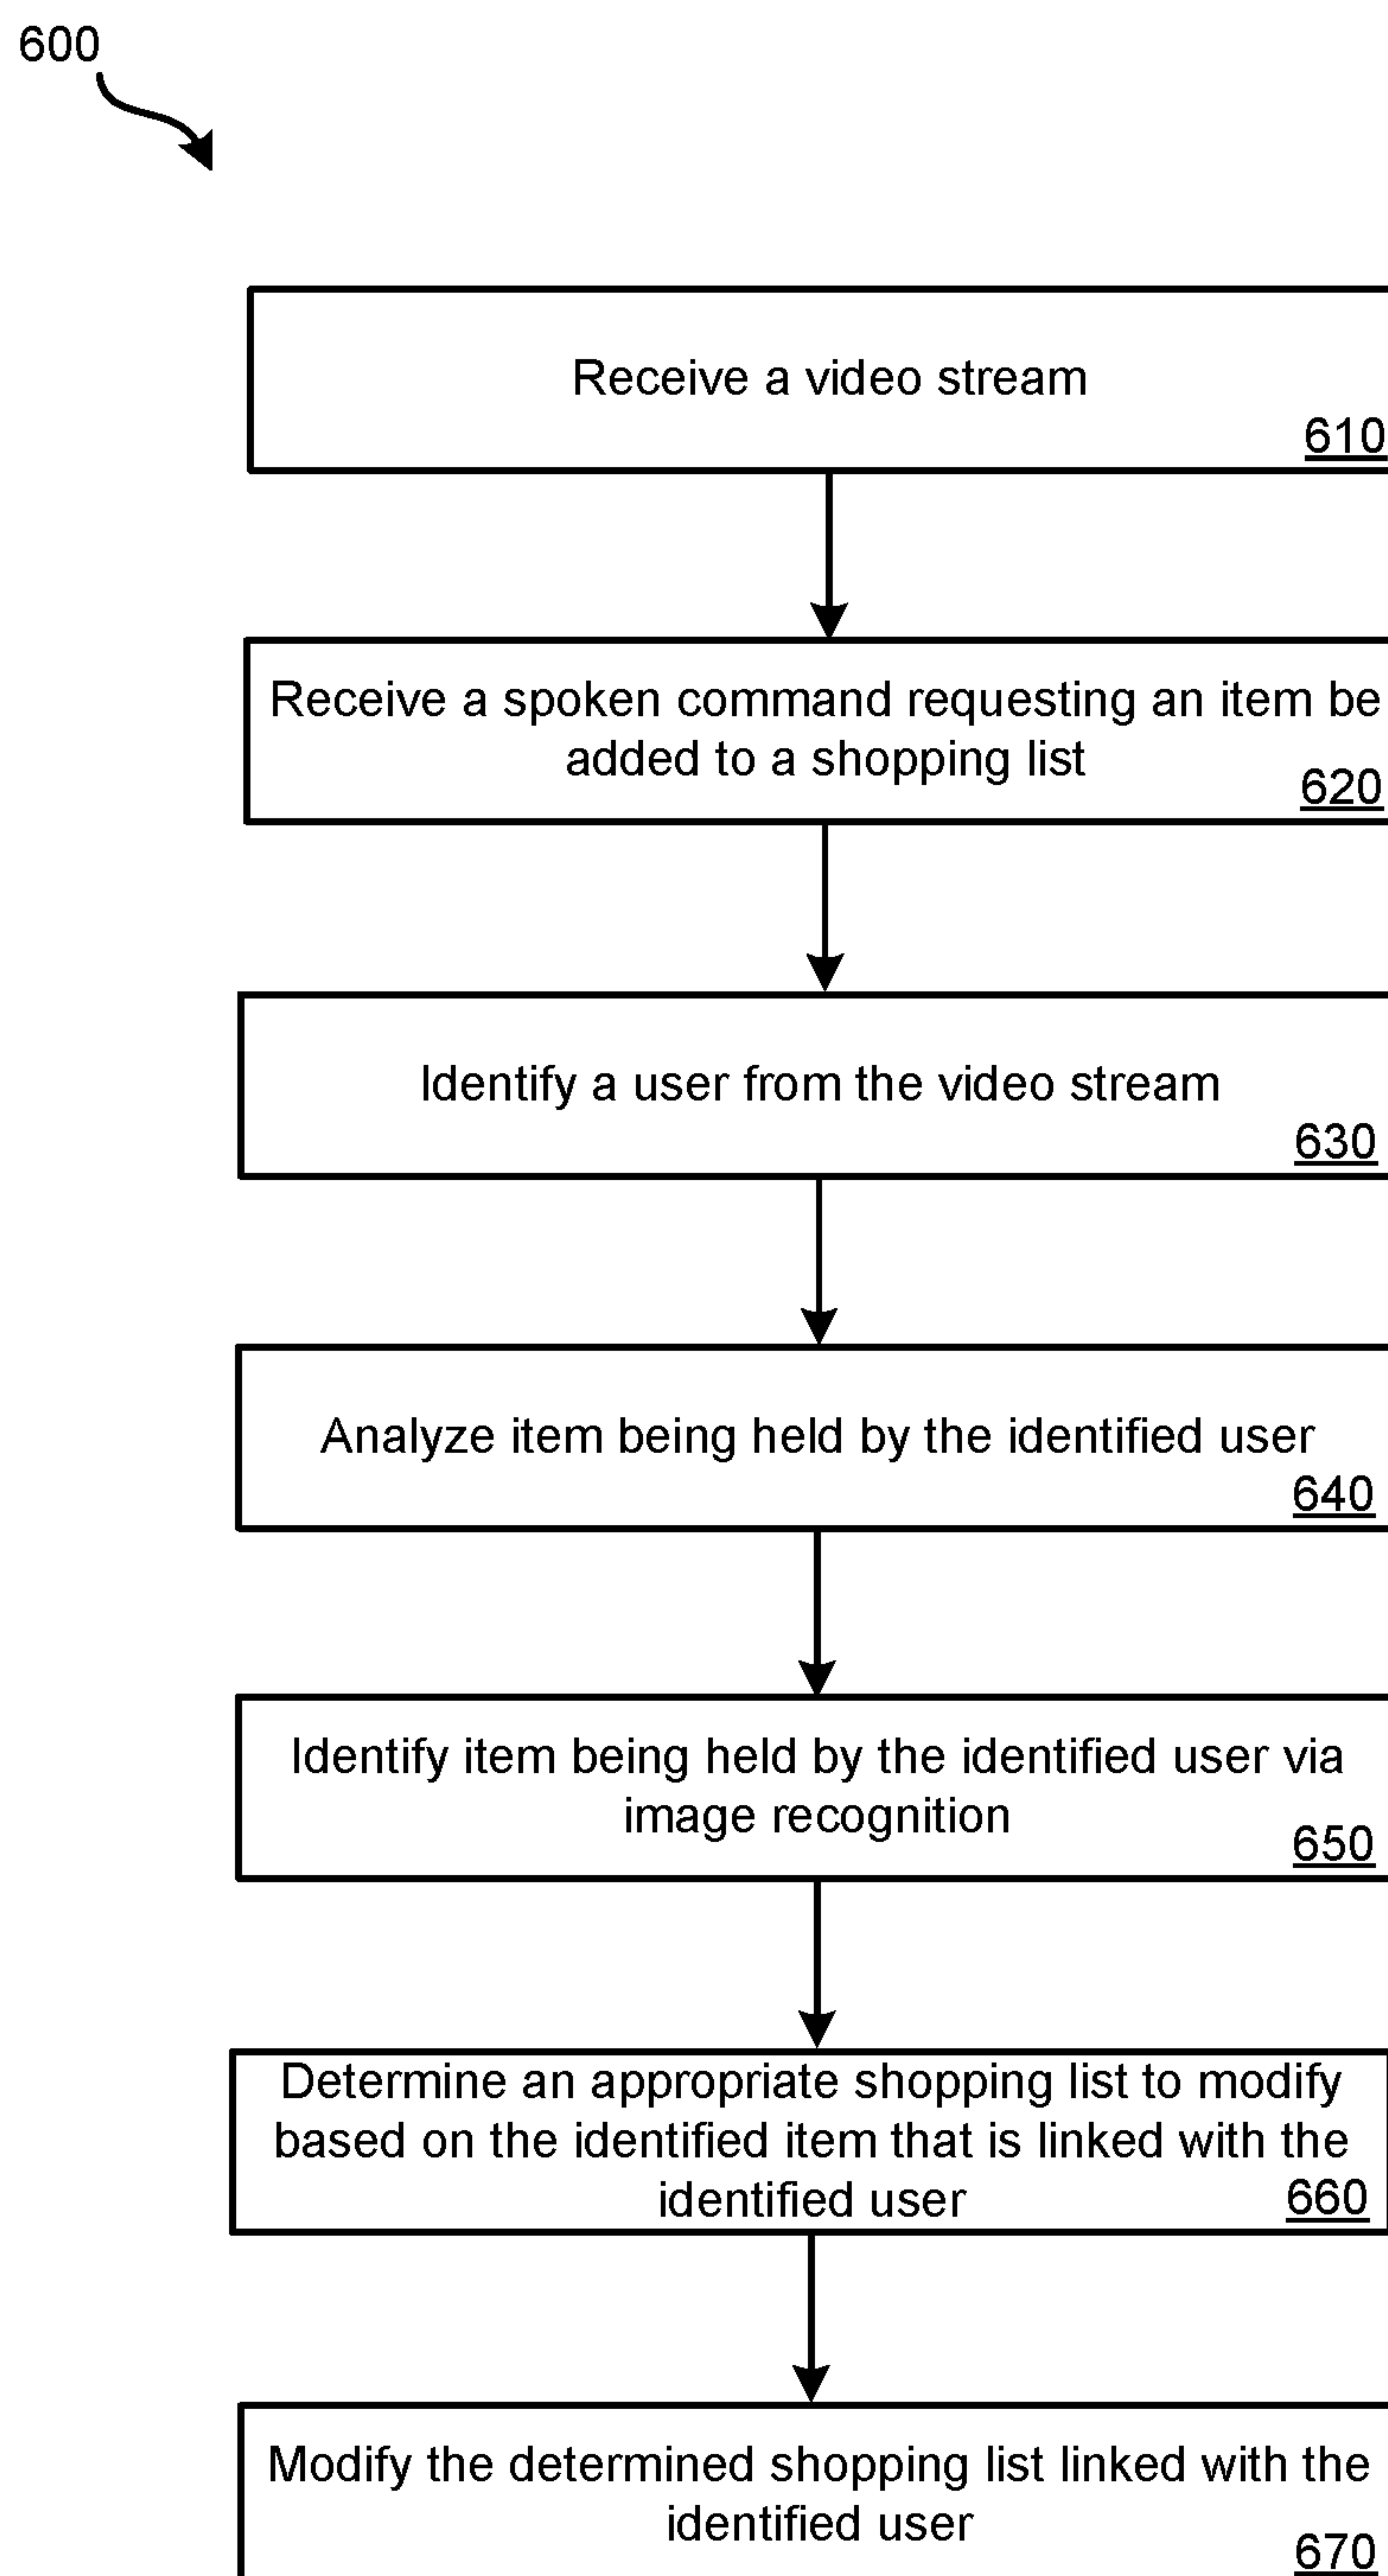 600
Receive a video stream
610
Receive a spoken command requesting an item be
added to a shopping list
620
Identify a user from the video stream
630
Analyze item being held by the identified user
640
Identify item being held by the identified user via
image recognition
650
Determine an appropriate shopping list to modify
based on the identified item that is linked with the
identified user
660
Modify the determined shopping list linked with the
identified user
670